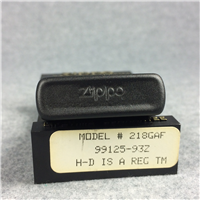 Zippo
MODEL # 218GAF
99125-93Z
H-D IS A REG TM